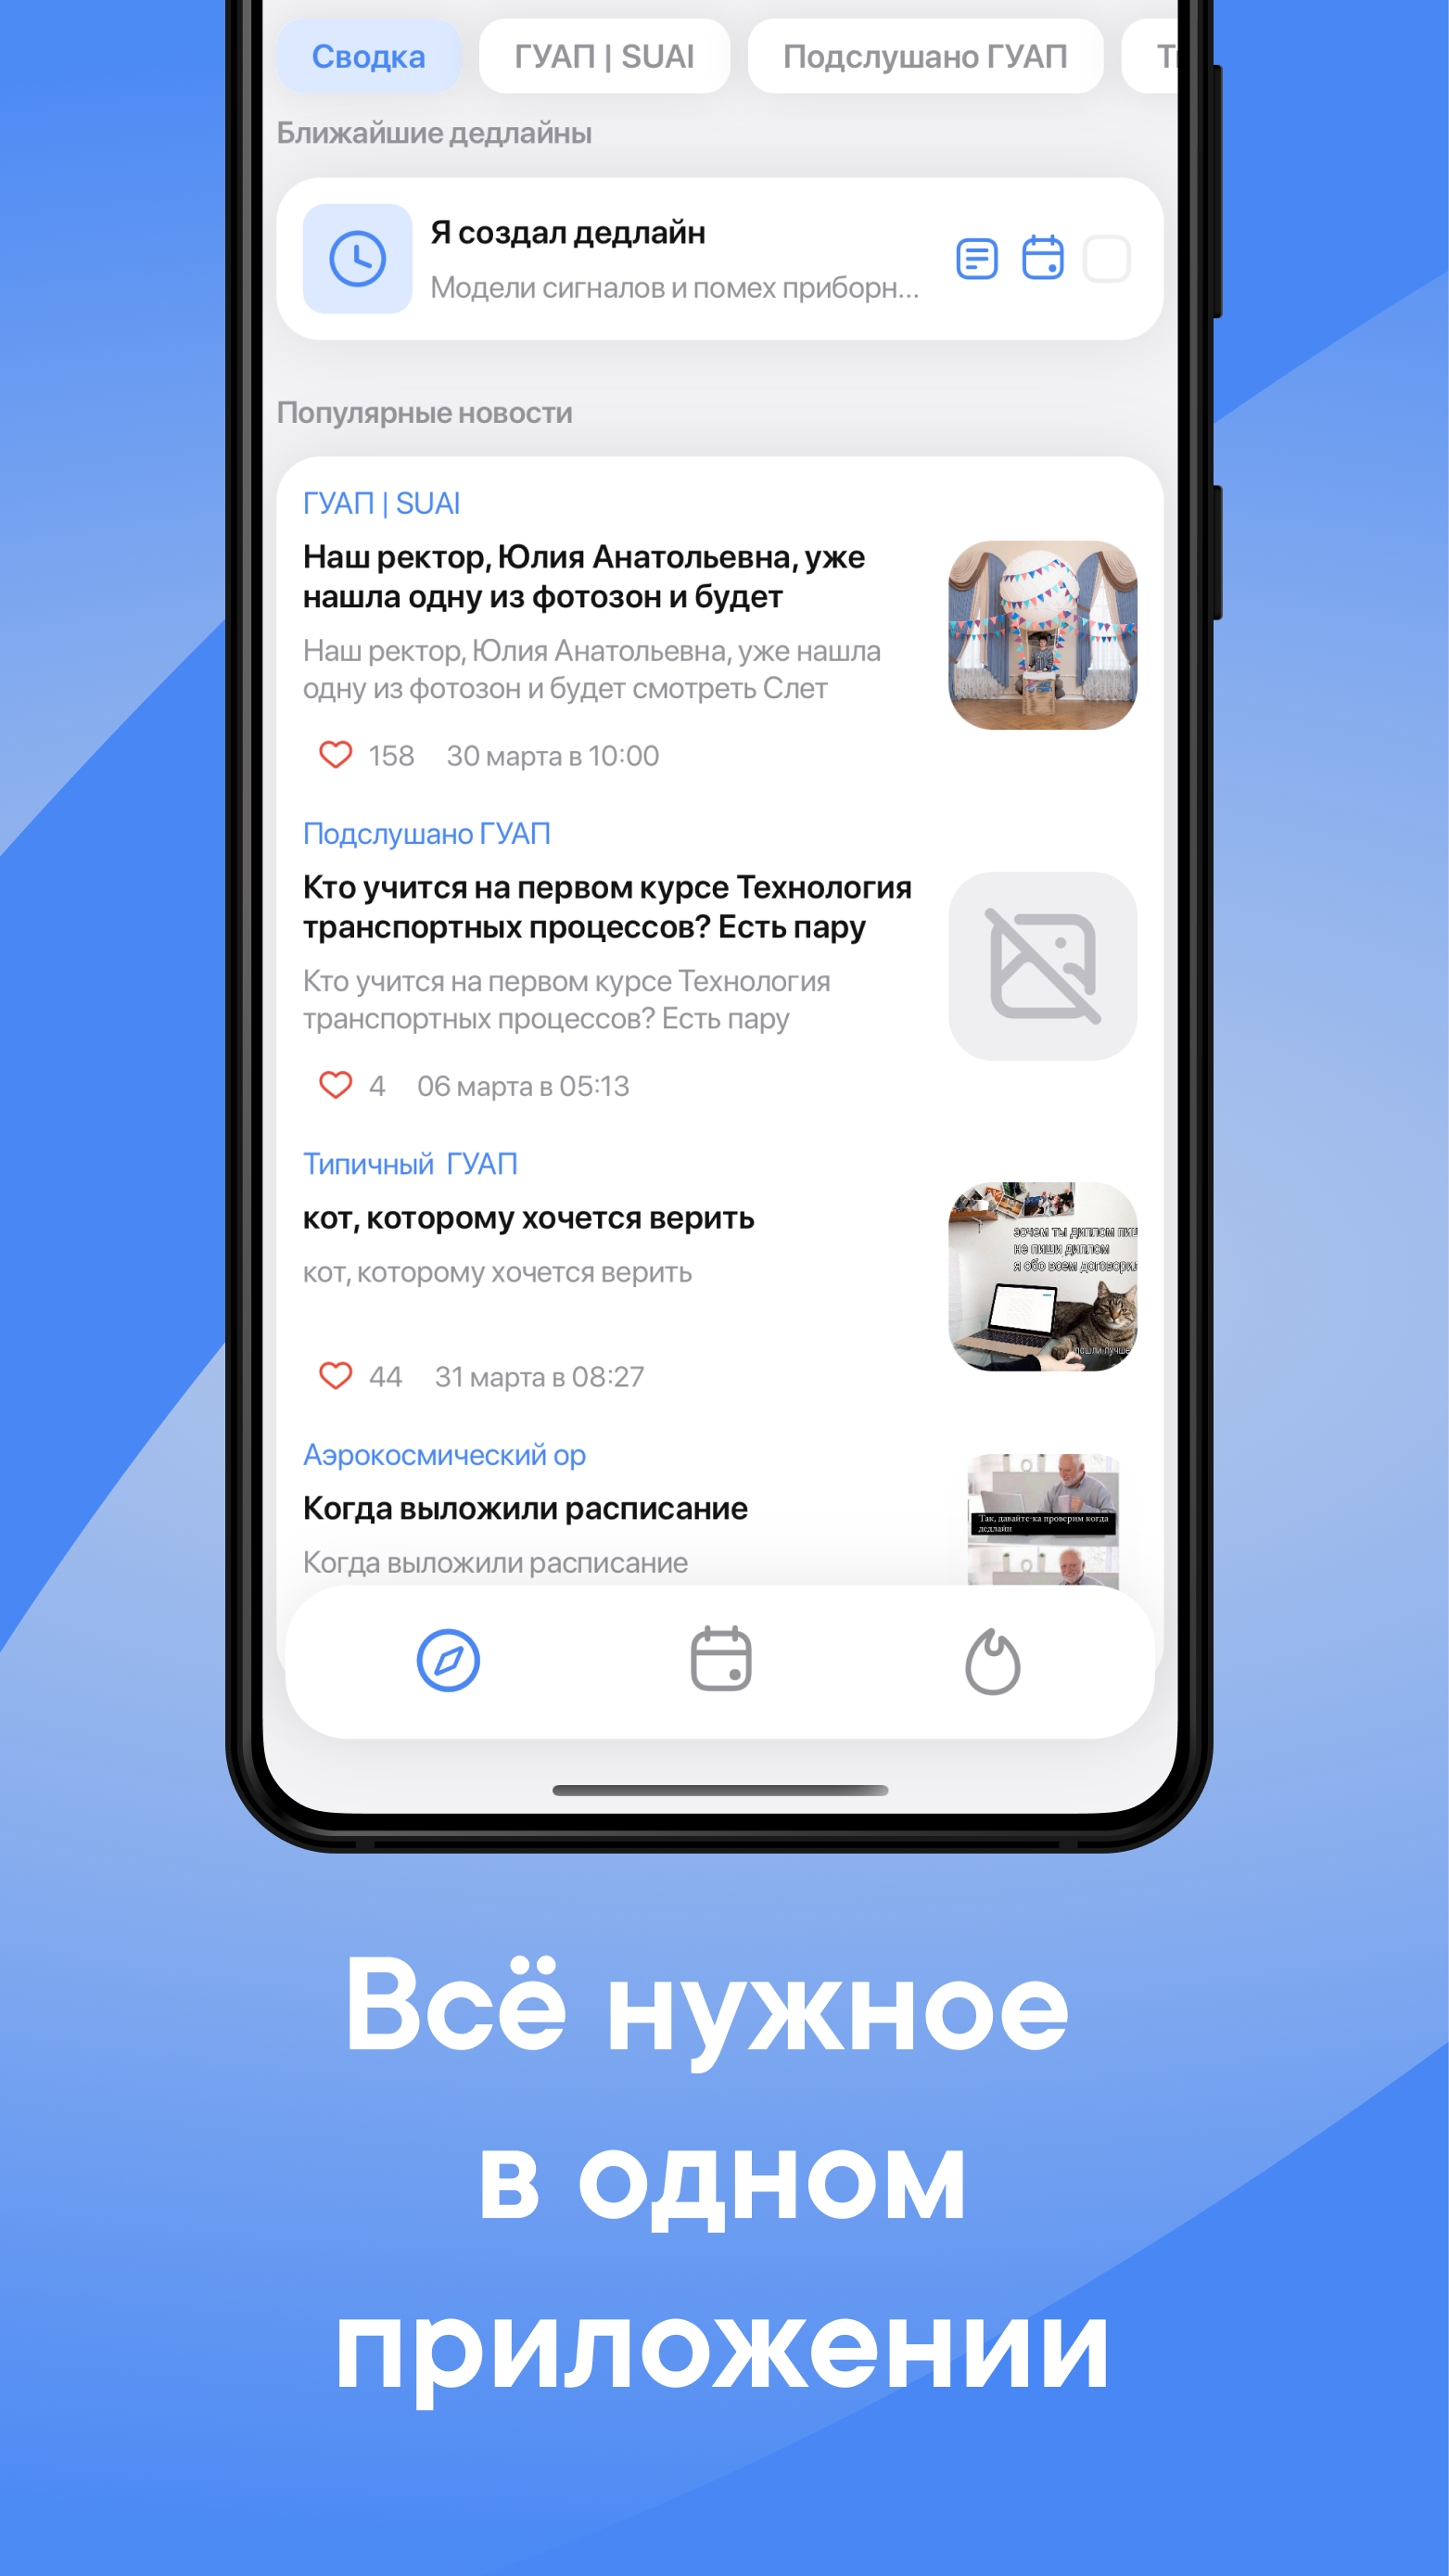 Сводка
ГУАП | SUAI
Подслушано ГУАП
Ближайшие дедлайны
Я создал дедлайн
Модели сигналов и помех приборн...
Популярные новости
ГУАП | SUAI
Наш ректор, Юлия Анатольевна, уже
нашла одну из фотозон и будет
Наш ректор, Юлия Анатольевна, уже нашла
одну из фотозон и будет смотреть Слет
158 30 марта в 10:00
Подслушано ГУАП
Кто учится на первом курсе Технология
транспортных процессов? Есть пару
Кто учится на первом курсе Технология
транспортных процессов? Есть пару
4 06 марта в 05:13
Типичный ГУАП
кот, которому хочется верить
кот, которому хочется верить
зочем ты диплом
не пиши диплом
я обо всем
пошли лучше
44 31 марта в 08:27
Аэрокосмический ор
Когда выложили расписание
Когда выложили расписание
Так, давайте-ка проверим когда
дедлайн
Всё нужное
в одном
приложении